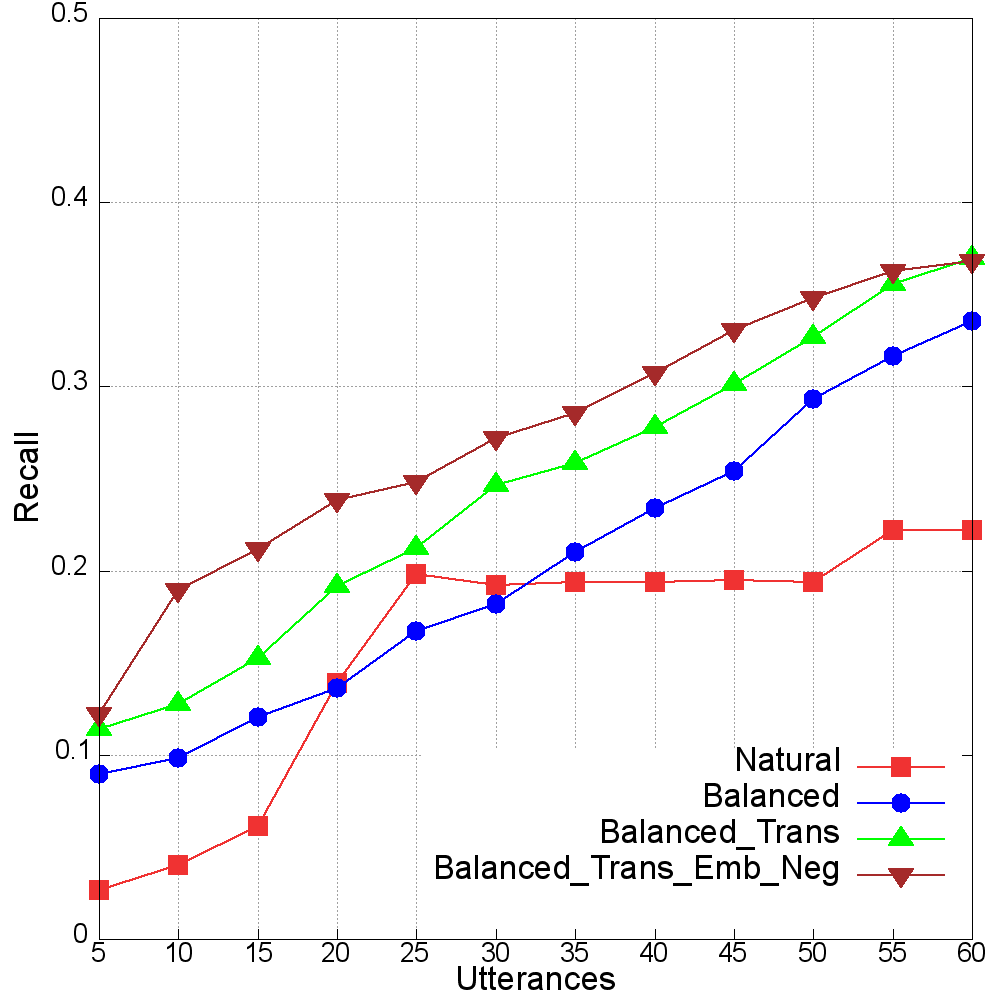 0.5
0.4
0.3
0.2
0.1
0
Recall
5 10 15 20 25 30 35 40 45 50 55 60
Utterances
Natural
Balanced
Balanced_Trans
Balanced_Trans_Emb_Neg